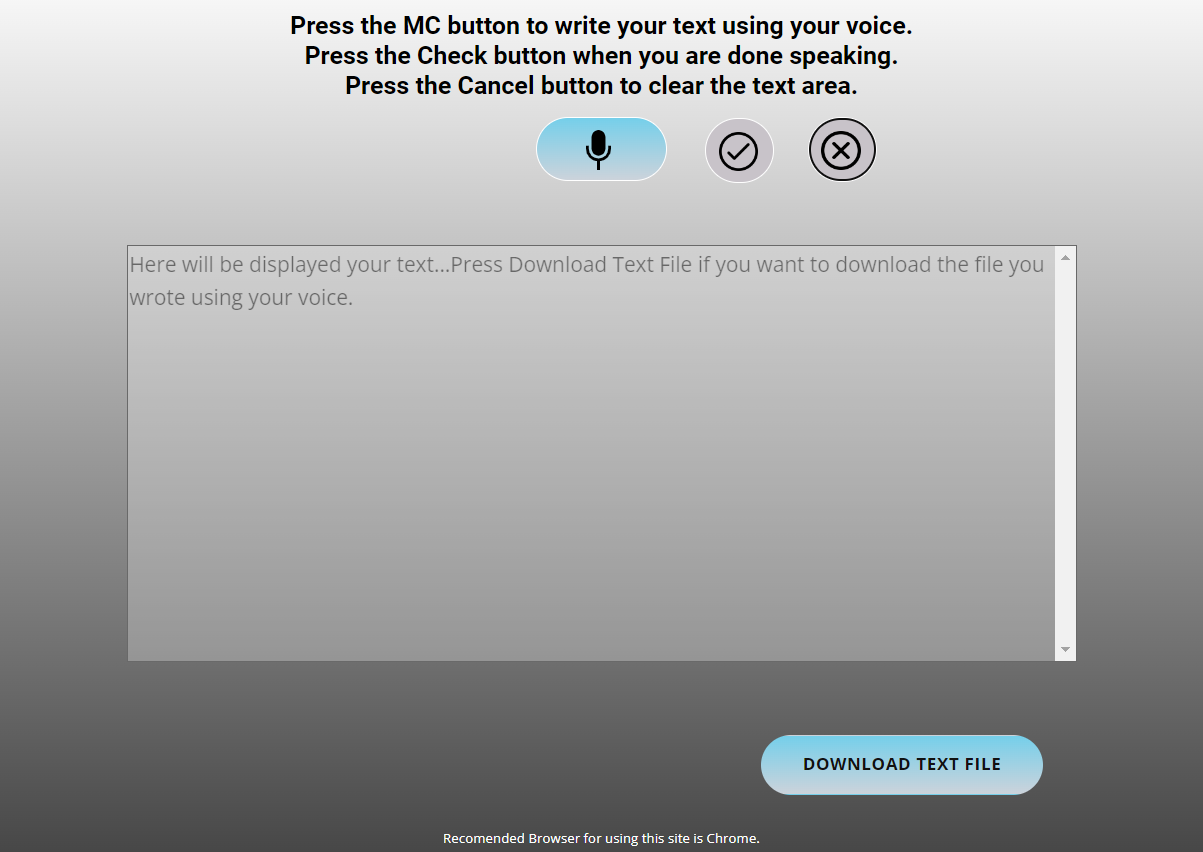 Press the MC button to write your text using your voice.
Press the Check button when you are done speaking.
Press the Cancel button to clear the text area.
Here will be displayed your text...Press Download Text File if you want to download the file you
wrote using your voice.
DOWNLOAD TEXT FILE
Recomended Browser for using this site is Chrome.